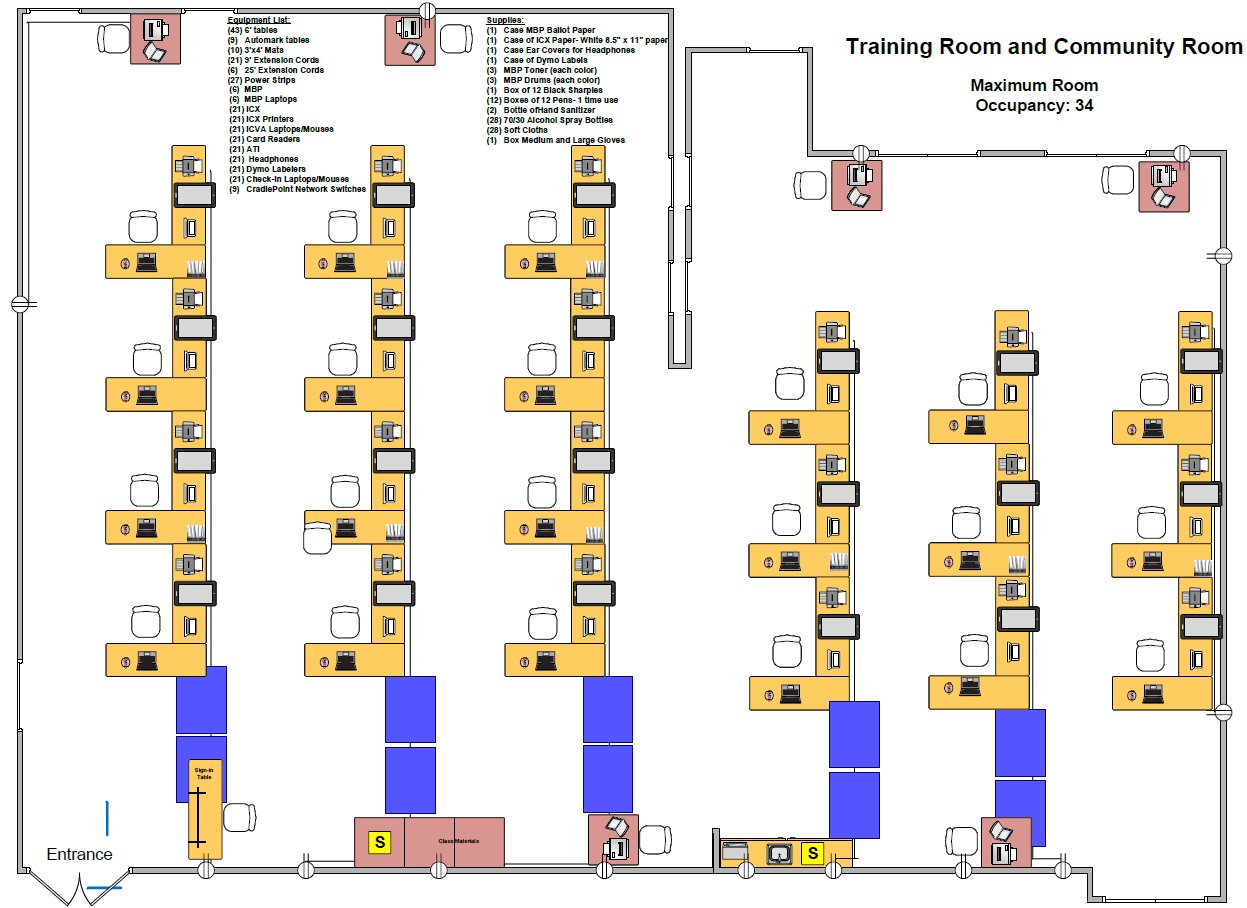 Equipment List:
(43) 6' tables
(9) Automark tables
(10) 3'x4' Mats
(21) 9' Extension Cords
(6) 25' Extension Cords
(27) Power Strips
(6) MBP
(6) MBP Laptops
(21) ICX
(21) ICX Printers
(21) ICVA Laptops/Mouses
(21) Card Readers
(21) ATI
(21) Headphones
(21) Dymo Labelers
(21) Check-In Laptops/Mouses
(9) CradlePoint Network Switches
Supplies:
(1) Case MBP Ballot Paper
(1) Case of ICX Paper- White 8.5" x 11" paper
(1) Case Ear Covers for Headphones
(1) Case of Dymo Labels
(3) MBP Toner (each color)
(3) MBP Drums (each color)
(1) Box of 12 Black Sharpies
(12) Boxes of 12 Pens- 1 time use
(2) Bottle ofHand Sanitizer
(28) 70/30 Alcohol Spray Bottles
(28) Soft Cloths
(1) Box Medium and Large Gloves
Training Room and Community Room
Maximum Room
Occupancy: 34
Sign-in
Table
Entrance
S
Class Materials
S